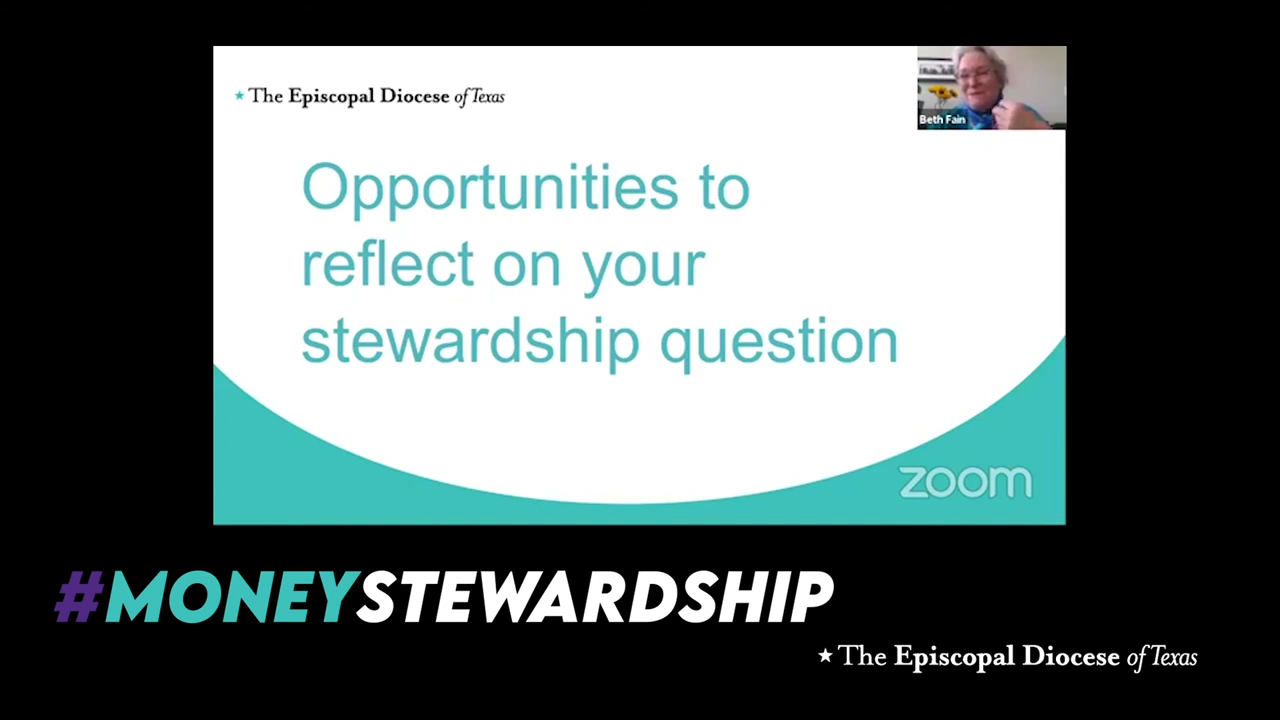 ★ The Episcopal Diocese of Texas
Beth Fain
Opportunities to
reflect on your
stewardship question
zoom
#MONEYSTEWARDSHIP
★ The Episcopal Diocese of Texas